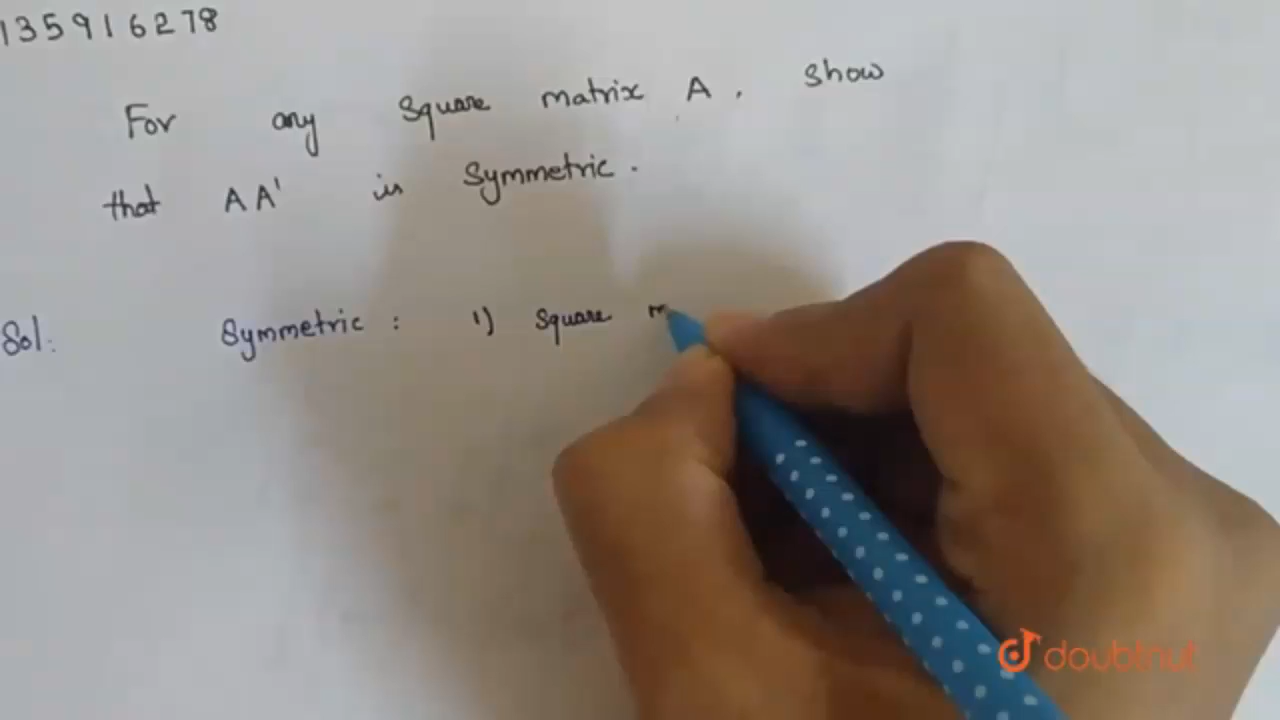 135916278
For any square matrix A, show
that AA' is symmetric.
Sol: Symmetric: 1) Square m
doubtnut